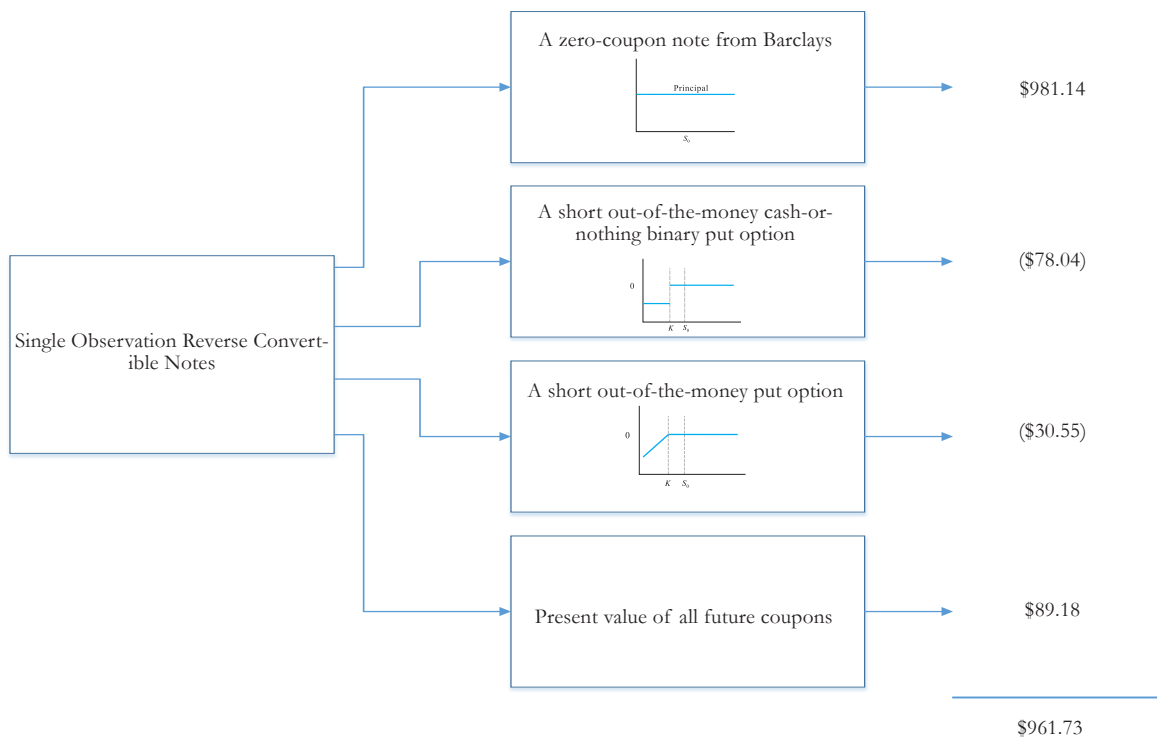 A zero-coupon note from Barclays
Principal
S₀
$981.14
A short out-of-the-money cash-or-
nothing binary put option
0
K S₀
($78.04)
Single Observation Reverse Convert-
ible Notes
A short out-of-the-money put option
0
K S₀
($30.55)
Present value of all future coupons
$89.18
$961.73